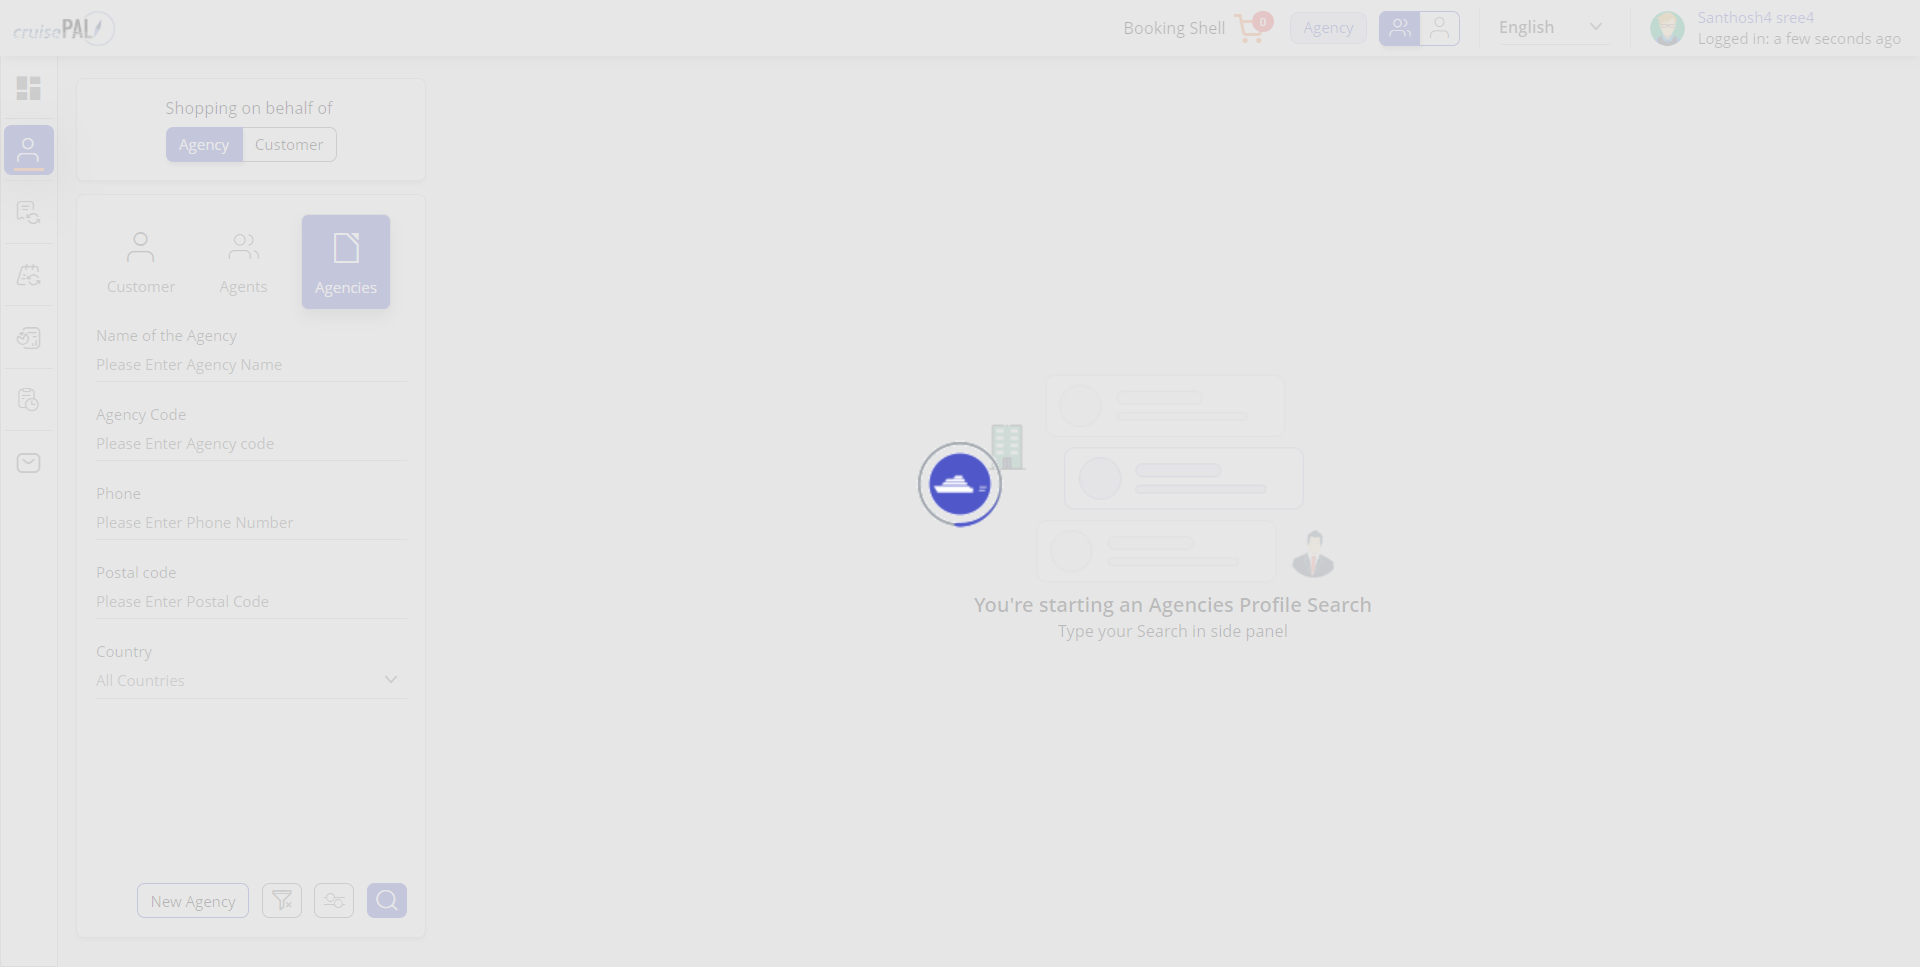 cruisePAL
Booking Shell
0
Agency
English
Santhosh4 sree4
Logged in: a few seconds ago
Shopping on behalf of
Agency
Customer
Customer
Agents
Agencies
Name of the Agency
Please Enter Agency Name
Agency Code
Please Enter Agency code
Phone
Please Enter Phone Number
Postal code
Please Enter Postal Code
Country
All Countries
New Agency
You're starting an Agencies Profile Search
Type your Search in side panel